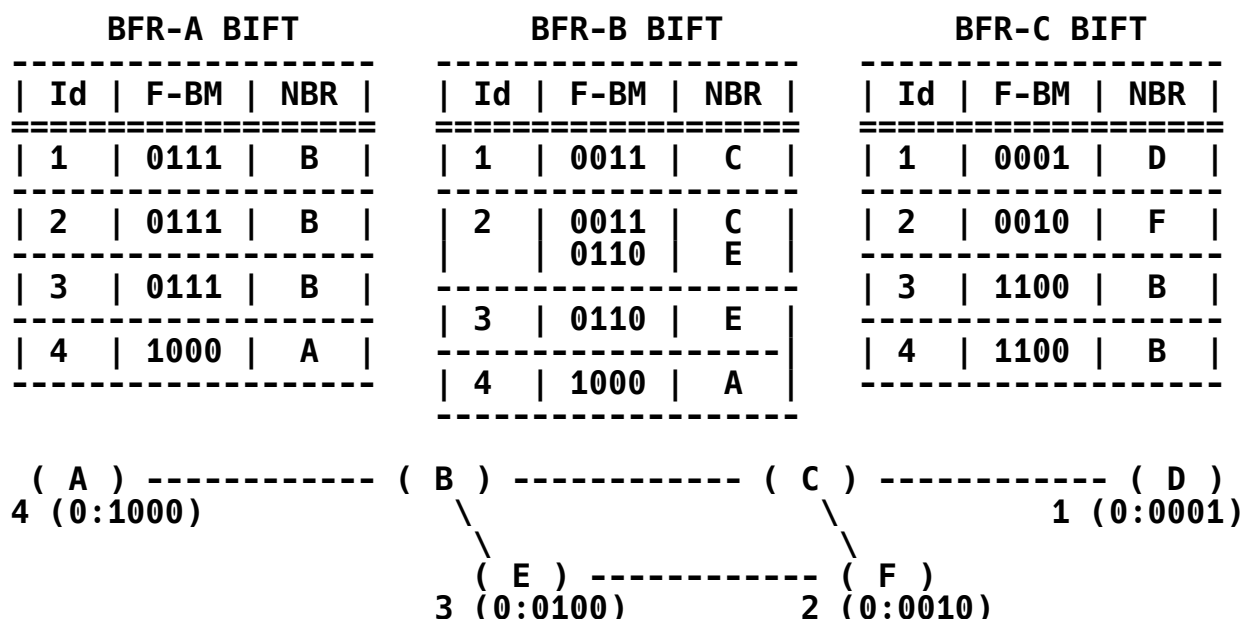 BFR-A BIFT BFR-B BIFT BFR-C BIFT
------------------- ------------------- -------------------
| Id | F-BM | NBR | | Id | F-BM | NBR | | Id | F-BM | NBR |
=================== =================== ===================
| 1 | 0111 | B | | 1 | 0011 | C | | 1 | 0001 | D |
------------------- ------------------- -------------------
| 2 | 0111 | B | | 2 | 0011 | C | | 2 | 0010 | F |
------------------- | | 0110 | E | -------------------
| 3 | 0111 | B | ------------------- | 3 | 1100 | B |
------------------- | 3 | 0110 | E | -------------------
| 4 | 1000 | A | ------------------| | 4 | 1100 | B |
------------------- | 4 | 1000 | A | -------------------
-------------------
( A ) ------------ ( B ) ------------ ( C ) ------------ ( D )
4 (0:1000) \ \ 1 (0:0001)
\ \
( E ) ------------ ( F )
3 (0:0100) 2 (0:0010)